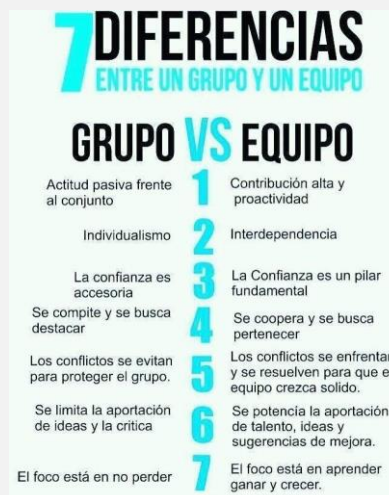 7 DIFERENCIAS
ENTRE UN GRUPO Y UN EQUIPO
GRUPO VS EQUIPO
Actitud pasiva frente
al conjunto
1
Contribución alta y
proactividad
Individualismo
2
Interdependencia
La confianza es
accesoria
3
La Confianza es un pilar
fundamental
Se compite y se busca
destacar
4
Se coopera y se busca
pertenecer
Los conflictos se evitan
para proteger el grupo.
5
Los conflictos se enfrentan
y se resuelven para que e
equipo crezca solido.
Se limita la aportación
de ideas y la critica
6
Se potencía la aportación
de talento, ideas y
sugerencias de mejora.
El foco está en no perder
7
El foco está en aprender
ganar y crecer.